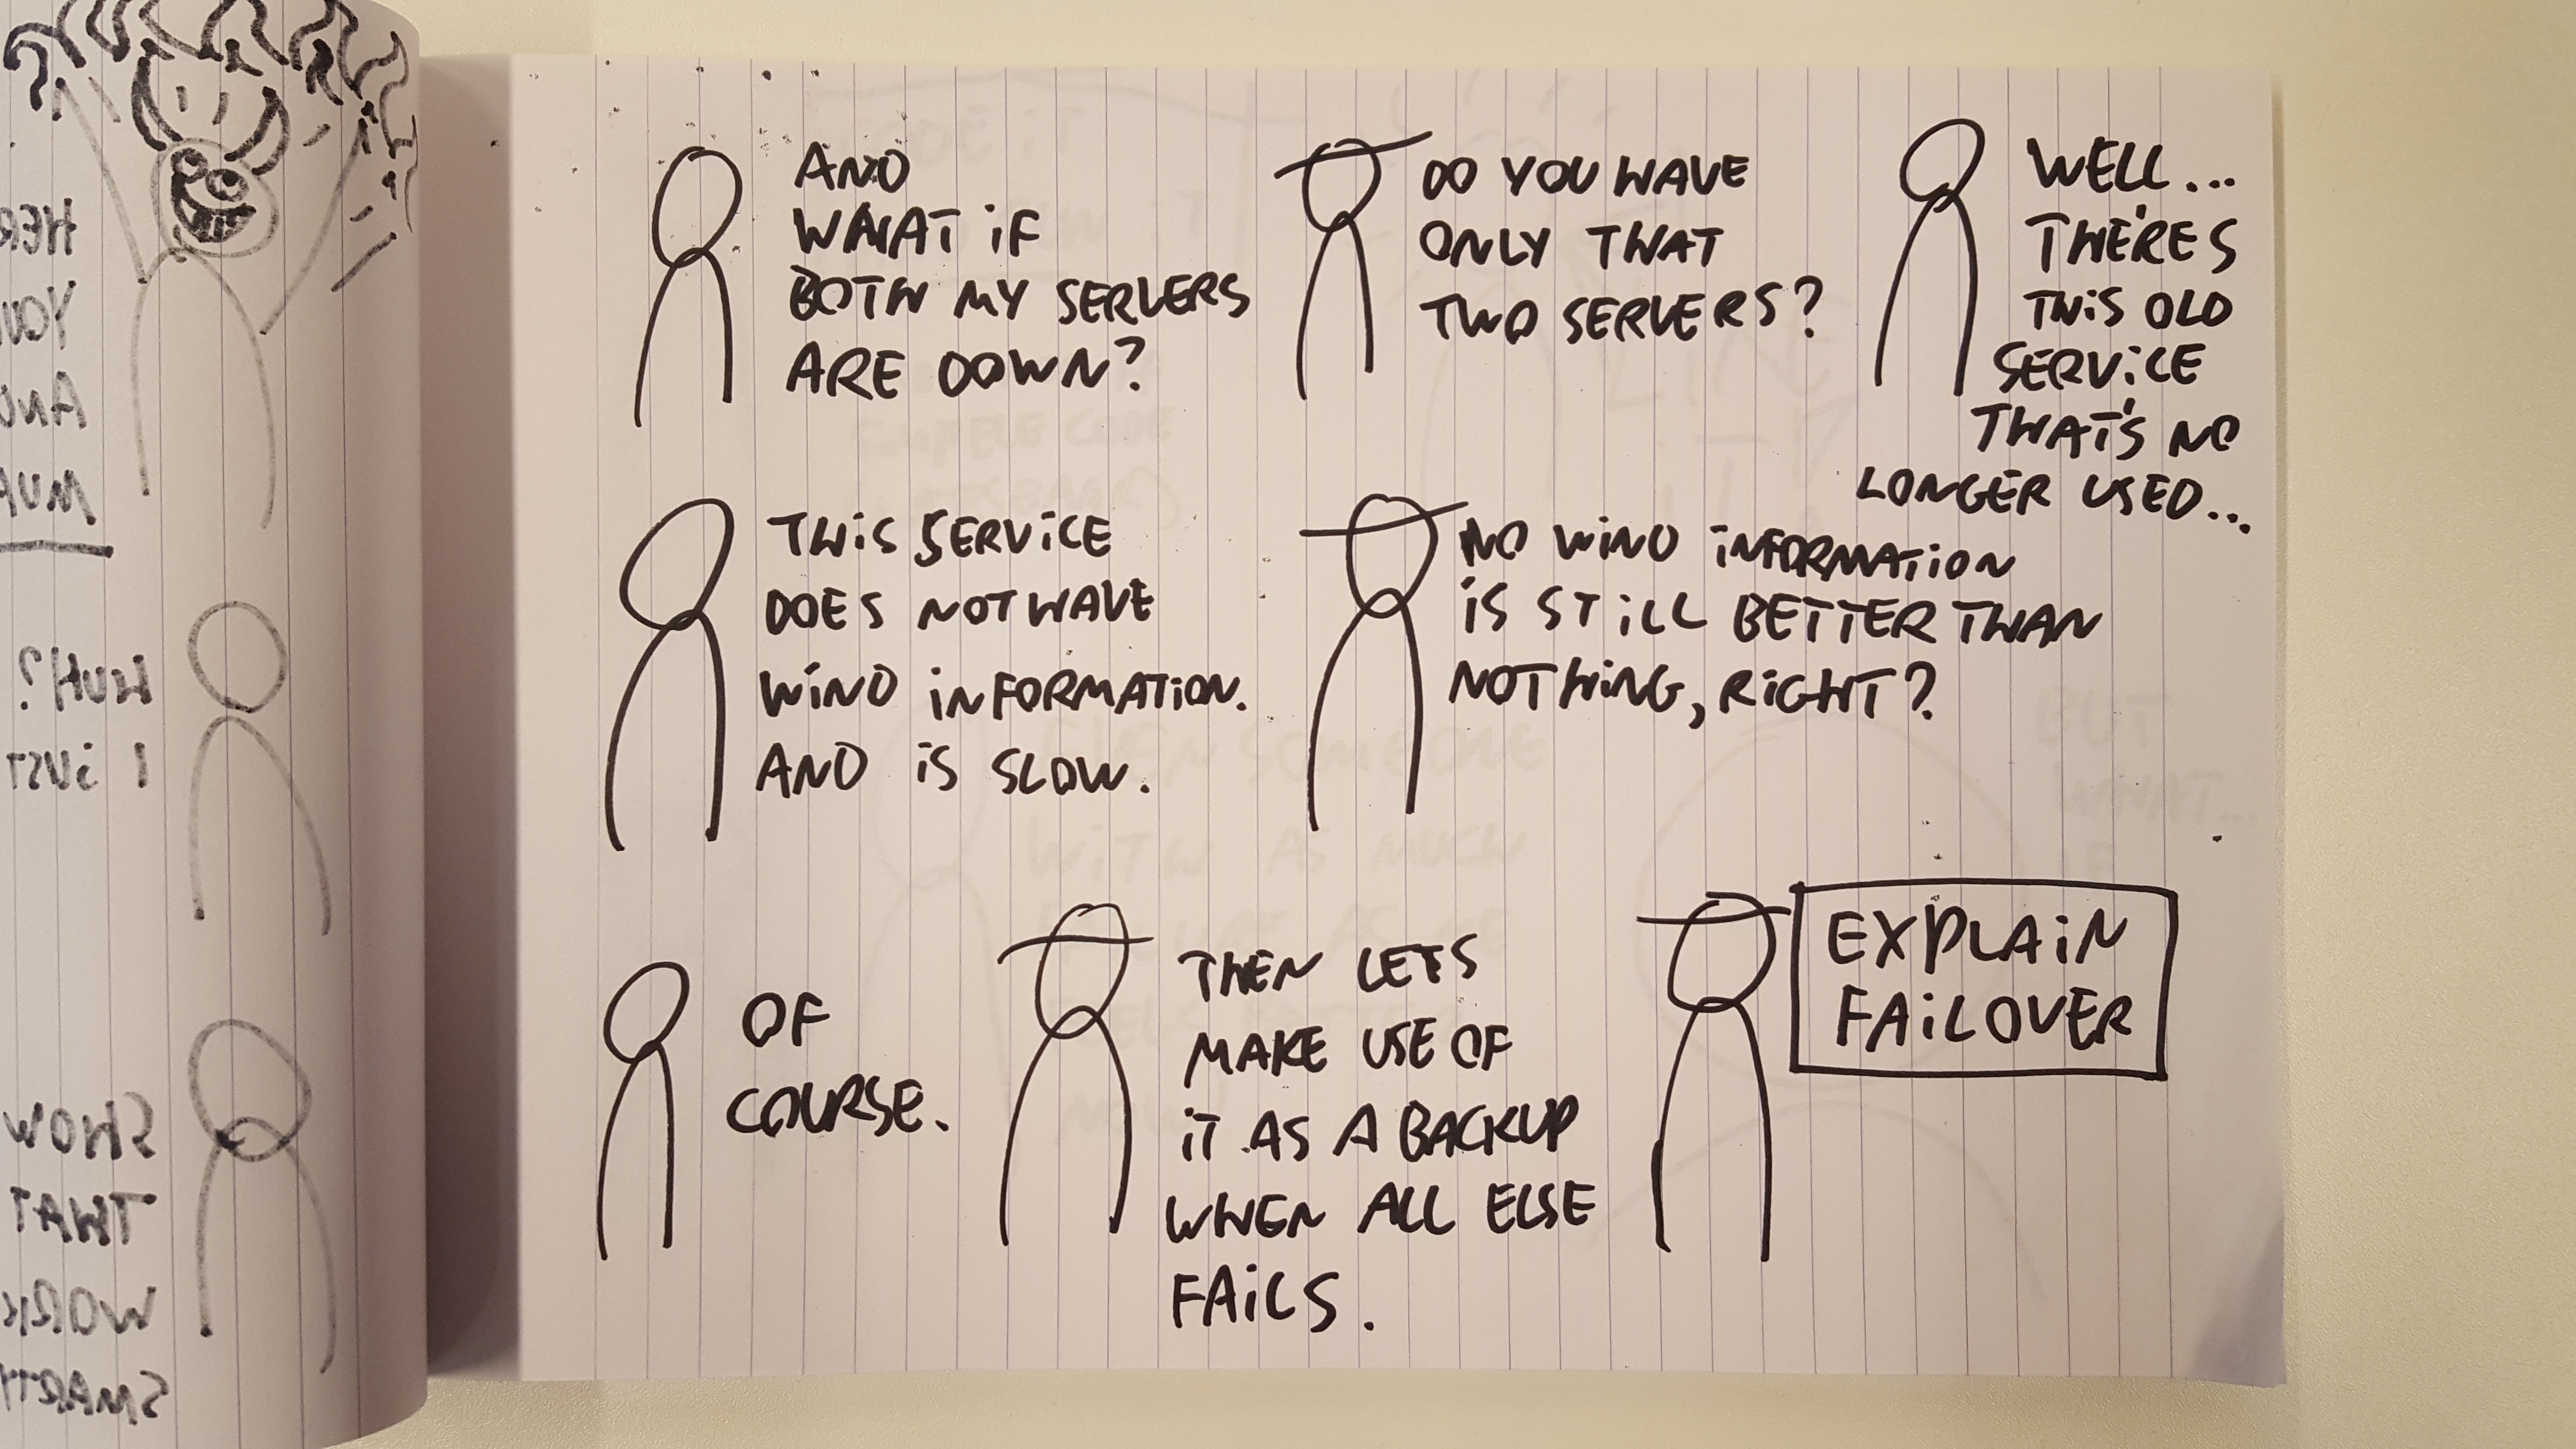 AND
WHAT IF
BOTH MY SERVERS
ARE DOWN?
DO YOU HAVE
ONLY THAT
TWO SERVERS?
WELL...
THERE'S
THIS OLD
SERVICE
THAT'S NO
LONGER USED...
THIS SERVICE
DOES NOT HAVE
WIND INFORMATION.
AND IS SLOW.
NO WIND INFORMATION
IS STILL BETTER THAN
NOTHING, RIGHT?
OF
COURSE.
THEN LET'S
MAKE USE OF
IT AS A BACKUP
WHEN ALL ELSE
FAILS.
EXPLAIN
FAILOVER